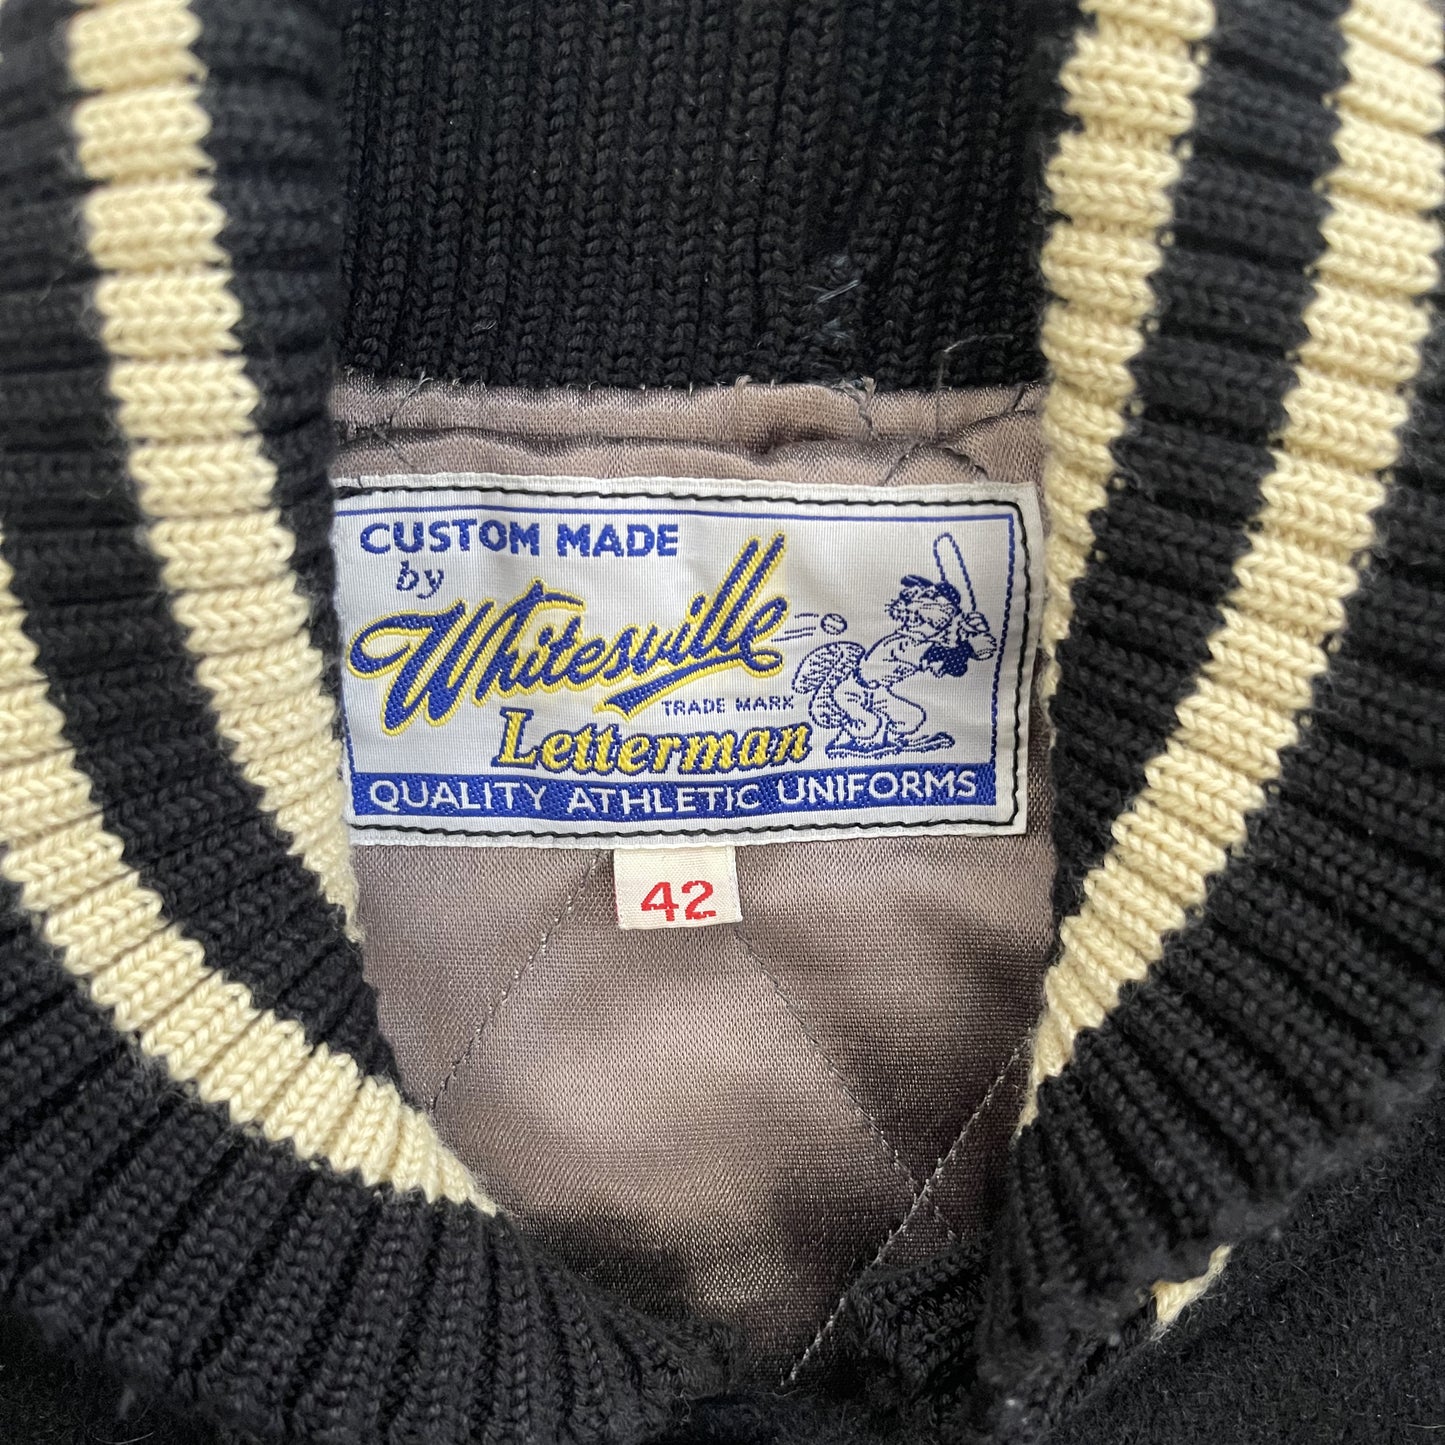 CUSTOM MADE
by
Whitesville
TRADE MARK
Letterman
QUALITY ATHLETIC UNIFORMS
42